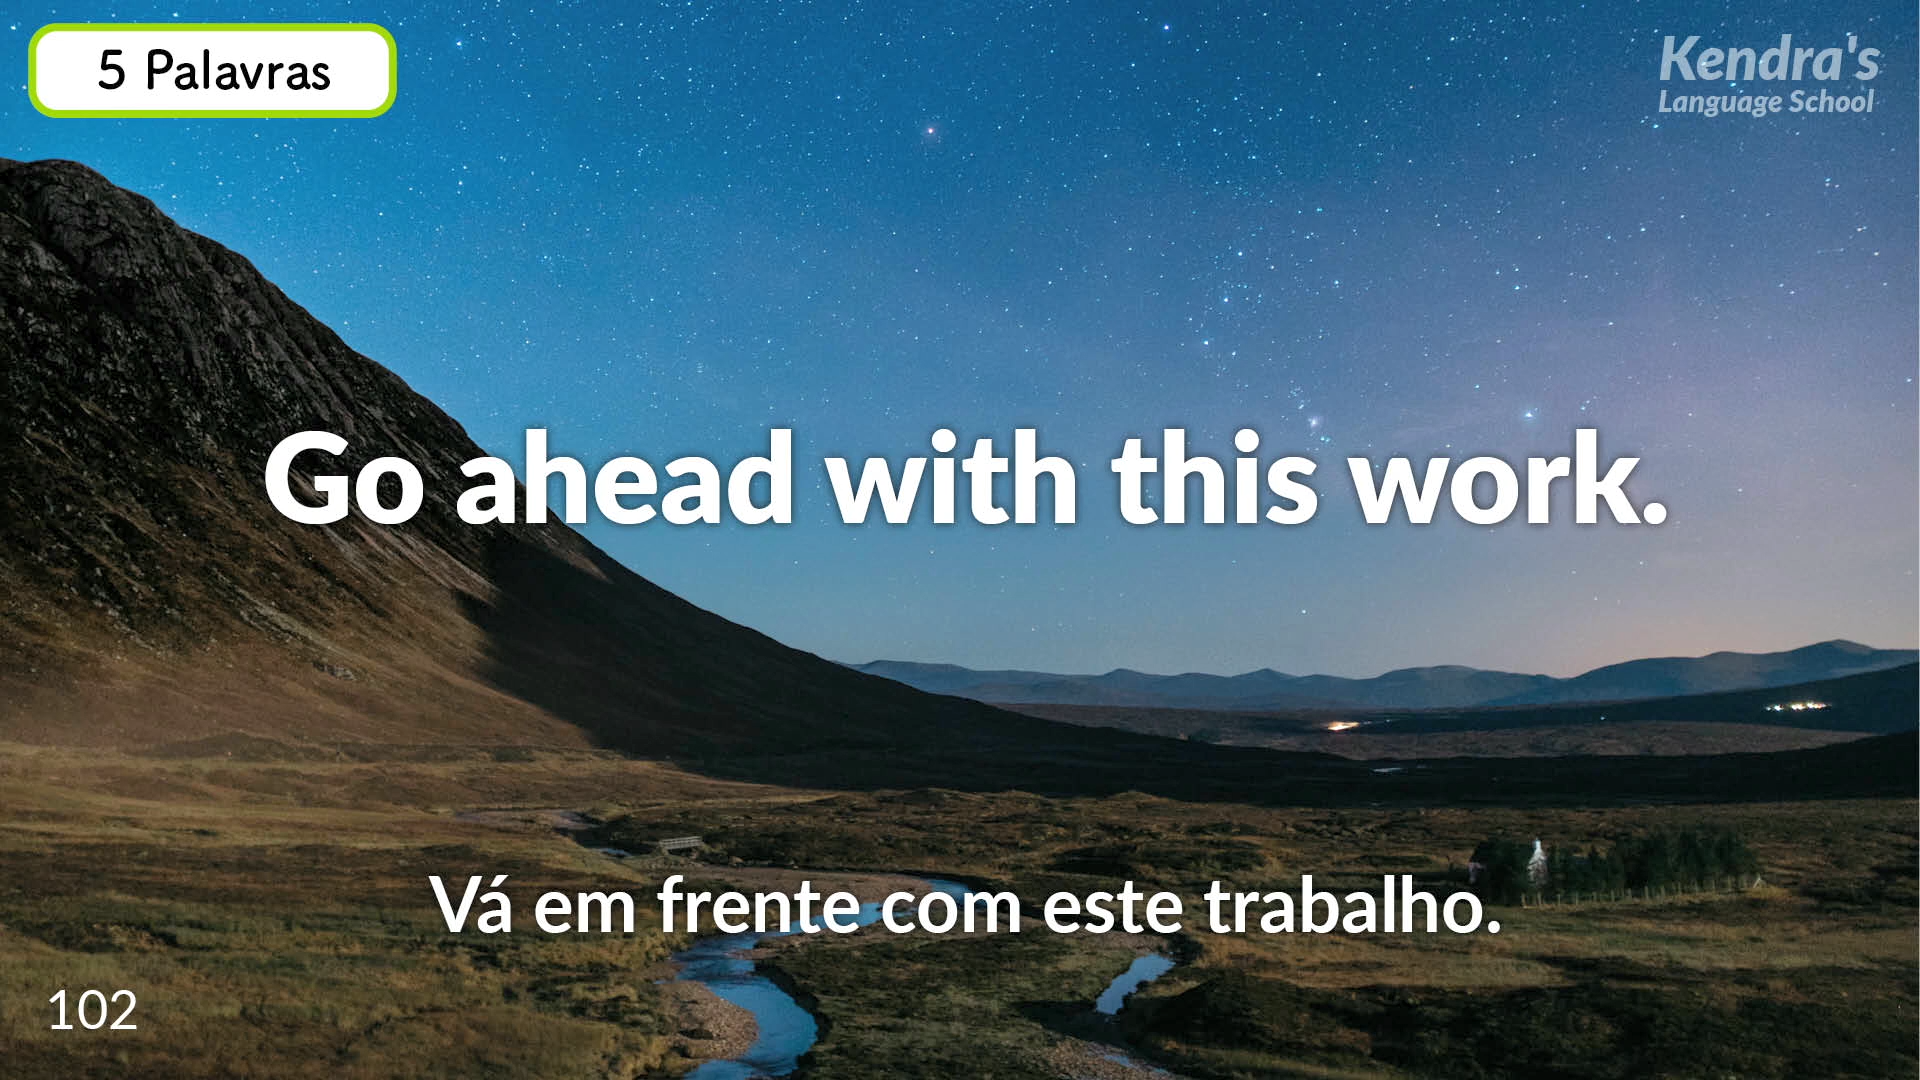 5 Palavras
Kendra's
Language School
Go ahead with this work.
Vá em frente com este trabalho.
102